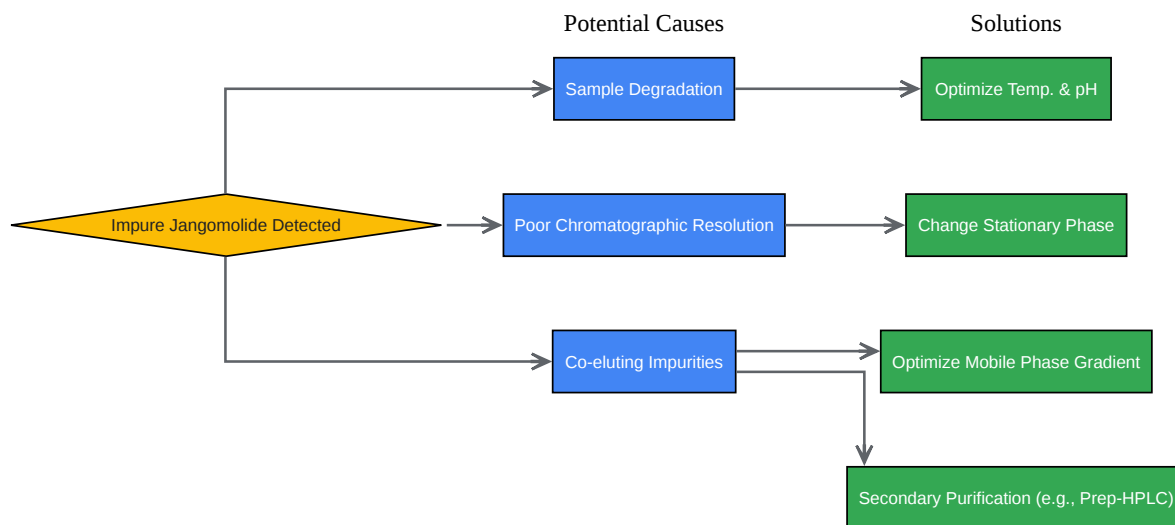 Potential Causes
Solutions
Sample Degradation
Optimize Temp. & pH
Impure Jangomolide Detected
Poor Chromatographic Resolution
Change Stationary Phase
Co-eluting Impurities
Optimize Mobile Phase Gradient
Secondary Purification (e.g., Prep-HPLC)